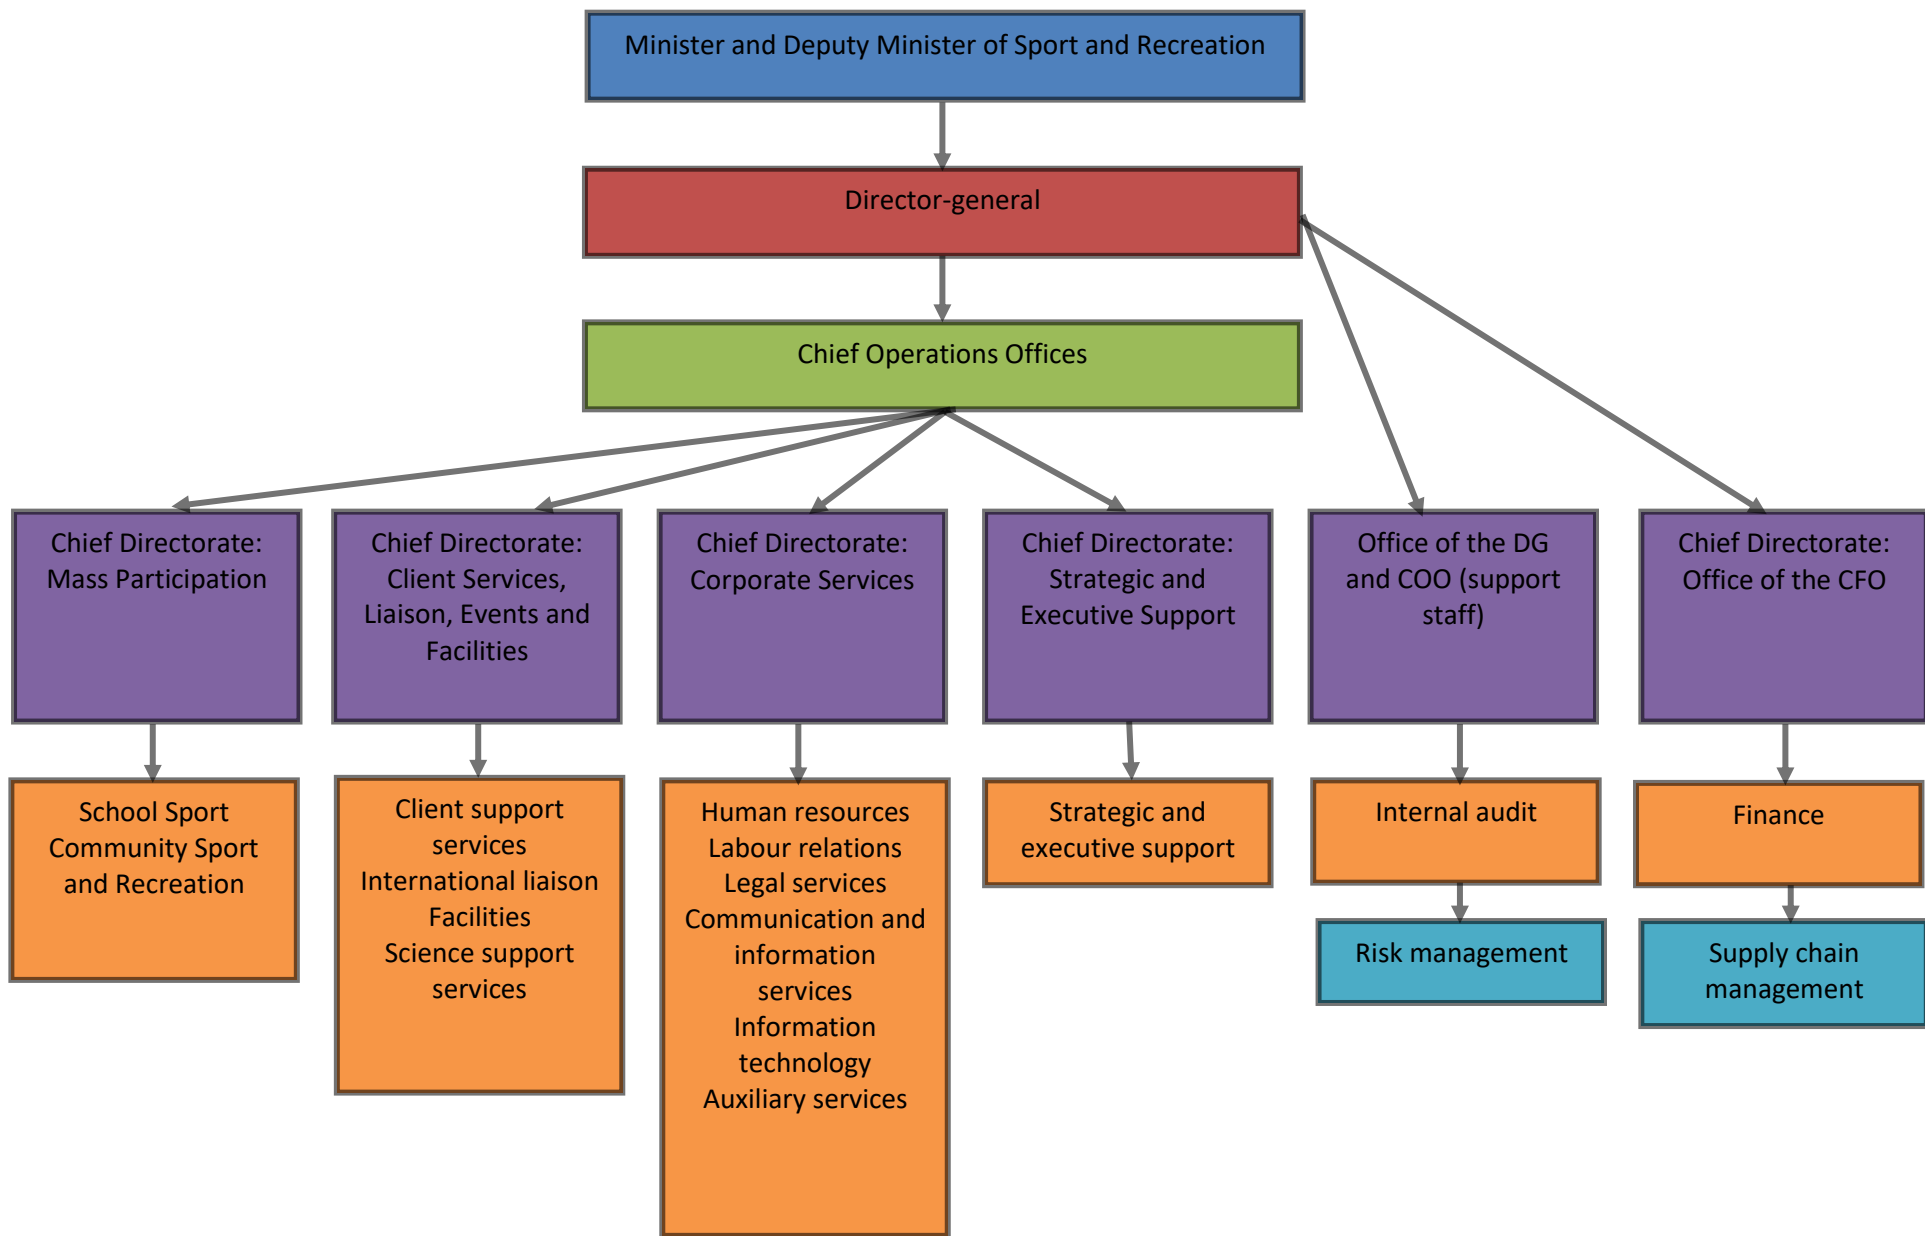 Minister and Deputy Minister of Sport and Recreation
Director-general
Chief Operations Offices
Chief Directorate:
Mass Participation
Chief Directorate:
Client Services,
Liaison, Events and
Facilities
Chief Directorate:
Corporate Services
Chief Directorate:
Strategic and
Executive Support
Office of the DG
and COO (support
staff)
Chief Directorate:
Office of the CFO
School Sport
Community Sport
and Recreation
Client support
services
International liaison
Facilities
Science support
services
Human resources
Labour relations
Legal services
Communication and
information
services
Information
technology
Auxiliary services
Strategic and
executive support
Internal audit
Finance
Risk management
Supply chain
management